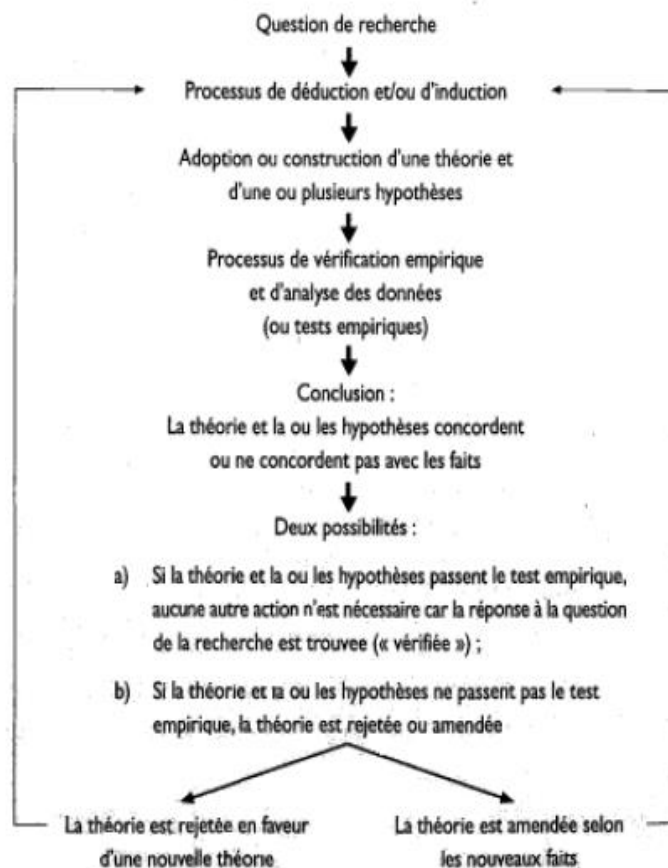 Question de recherche
Processus de déduction et/ou d'induction
Adoption ou construction d'une théorie et
d'une ou plusieurs hypothèses
Processus de vérification empirique
et d'analyse des données
(ou tests empiriques)
Conclusion :
La théorie et la ou les hypothèses concordent
ou ne concordent pas avec les faits
Deux possibilités :
a) Si la théorie et la ou les hypothèses passent le test empirique,
aucune autre action n'est nécessaire car la réponse à la question
de la recherche est trouvee (« vérifiée ») ;
b) Si la théorie et la ou les hypothèses ne passent pas le test
empirique, la théorie est rejetée ou amendée
La théorie est rejetée en faveur
d'une nouvelle théorie
La théorie est amendée selon
les nouveaux faits